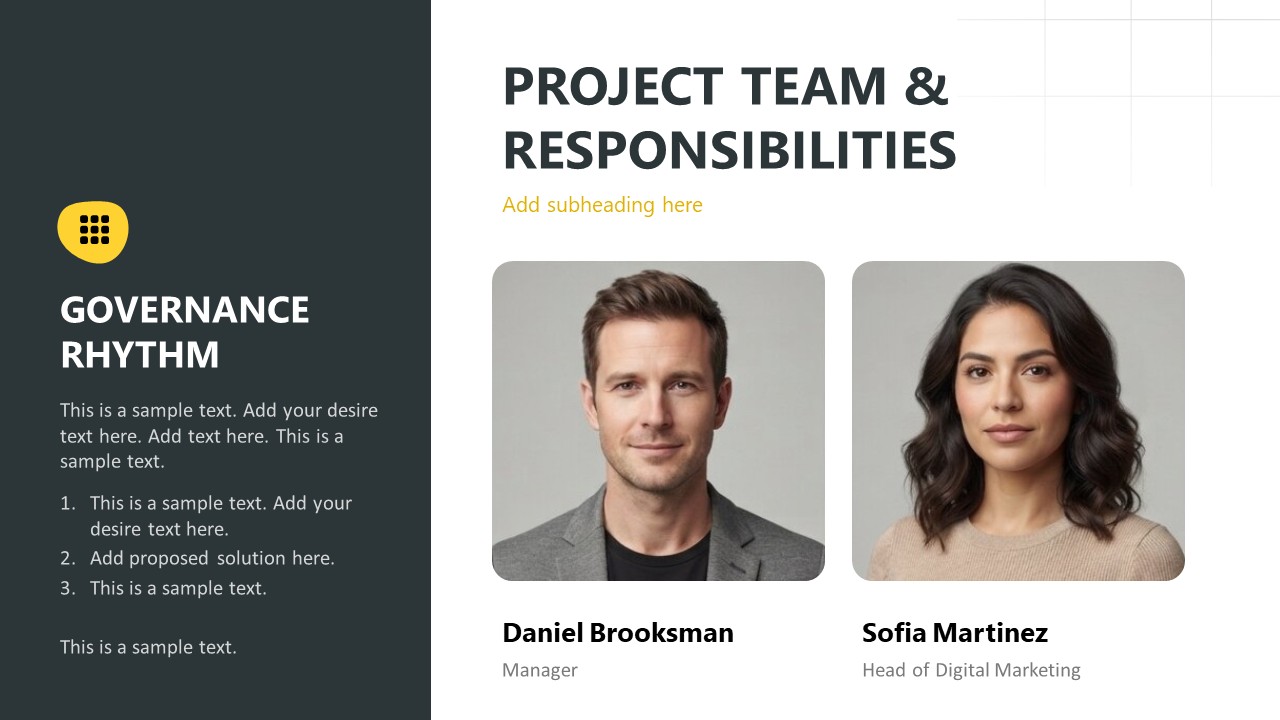 PROJECT TEAM &
RESPONSIBILITIES
Add subheading here
GOVERNANCE
RHYTHM
This is a sample text. Add your desire
text here. Add text here. This is a
sample text.
1. This is a sample text. Add your
desire text here.
2. Add proposed solution here.
3. This is a sample text.
This is a sample text.
Daniel Brooksman
Manager
Sofia Martinez
Head of Digital Marketing